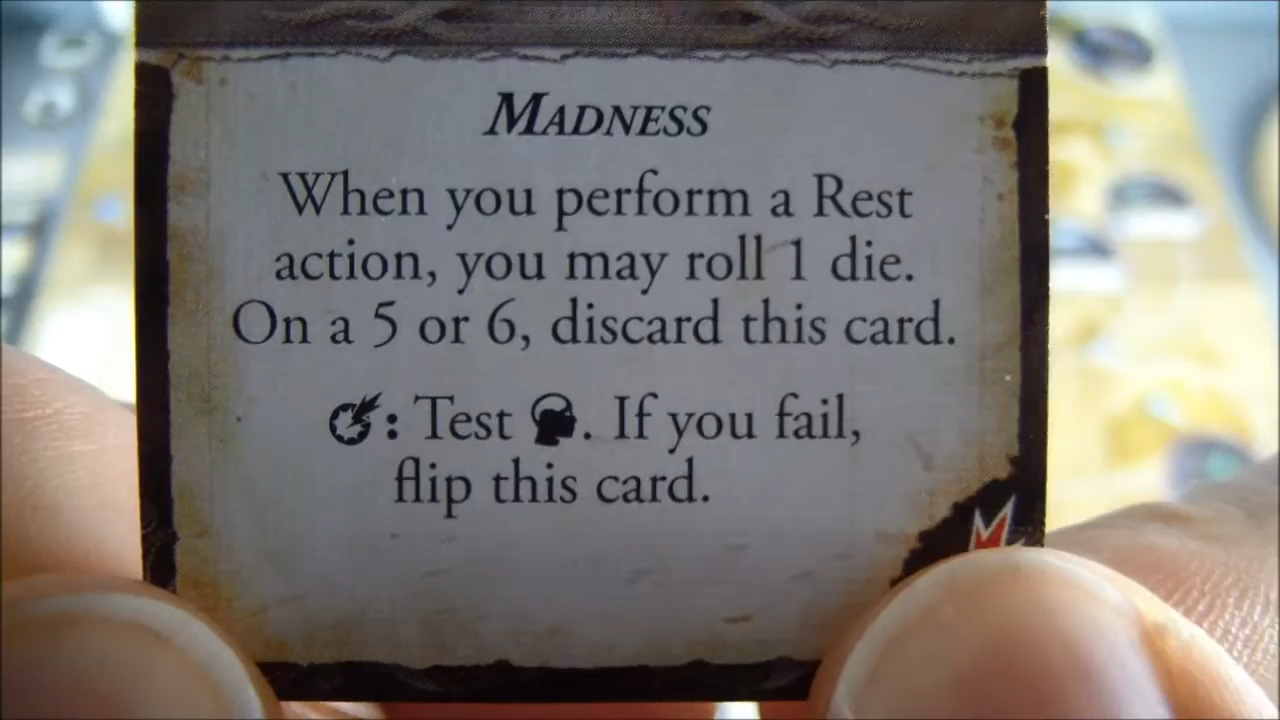 MADNESS
When you perform a Rest
action, you may roll 1 die.
On a 5 or 6, discard this card.
: Test . If you fail,
flip this card.